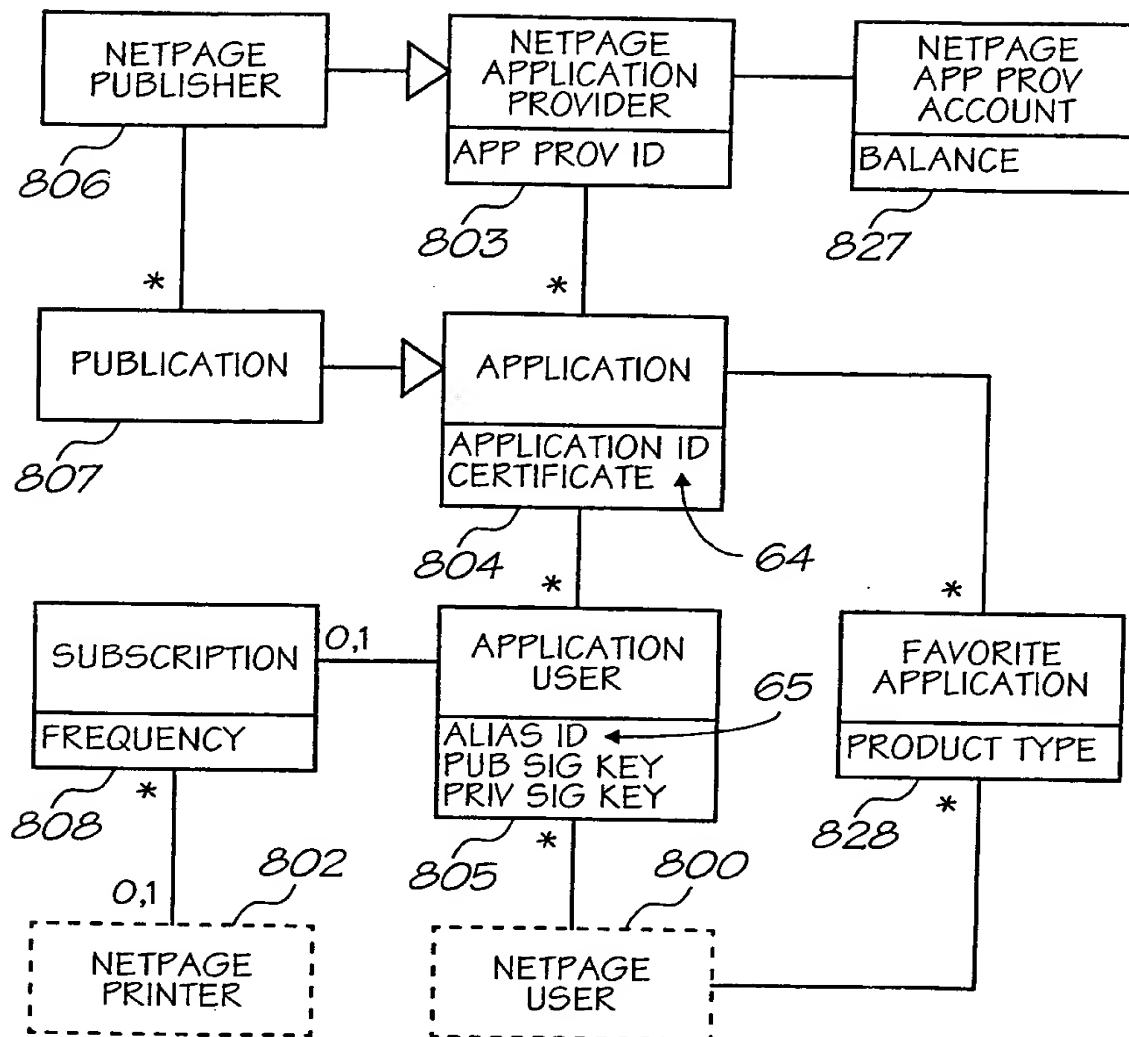 NETPAGE
PUBLISHER
806
NETPAGE
APPLICATION
PROVIDER
APP PROV ID
803
NETPAGE
APP PROV
ACCOUNT
BALANCE
827
*
*
PUBLICATION
807
APPLICATION
APPLICATION ID
CERTIFICATE
804
64
*
*
SUBSCRIPTION
FREQUENCY
808
0,1
APPLICATION
USER
ALIAS ID
PUB SIG KEY
PRIV SIG KEY
805
65
FAVORITE
APPLICATION
PRODUCT TYPE
828
*
*
*
0,1
802
NETPAGE
PRINTER
800
NETPAGE
USER